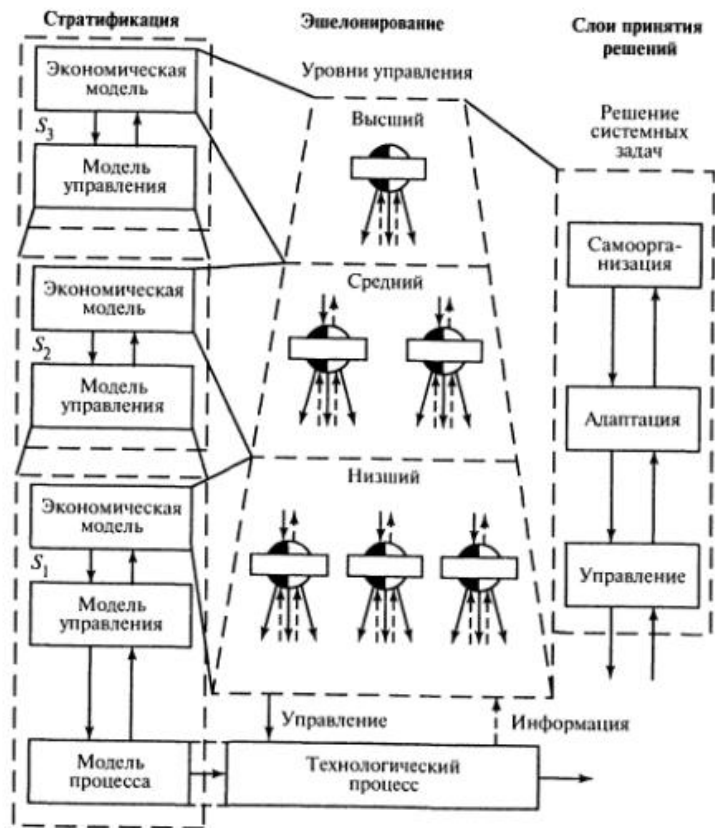 Стратификация
Экономическая
модель
S3
Модель
управления
Экономическая
модель
S2
Модель
управления
Экономическая
модель
S1
Модель
управления
Модель
процесса
Эшелонирование
Уровни управления
Высший
Средний
Низший
Управление
Информация
Технологический
процесс
Слои принятия
решений
Решение
системных
задач
Самоорга-
низация
Адаптация
Управление